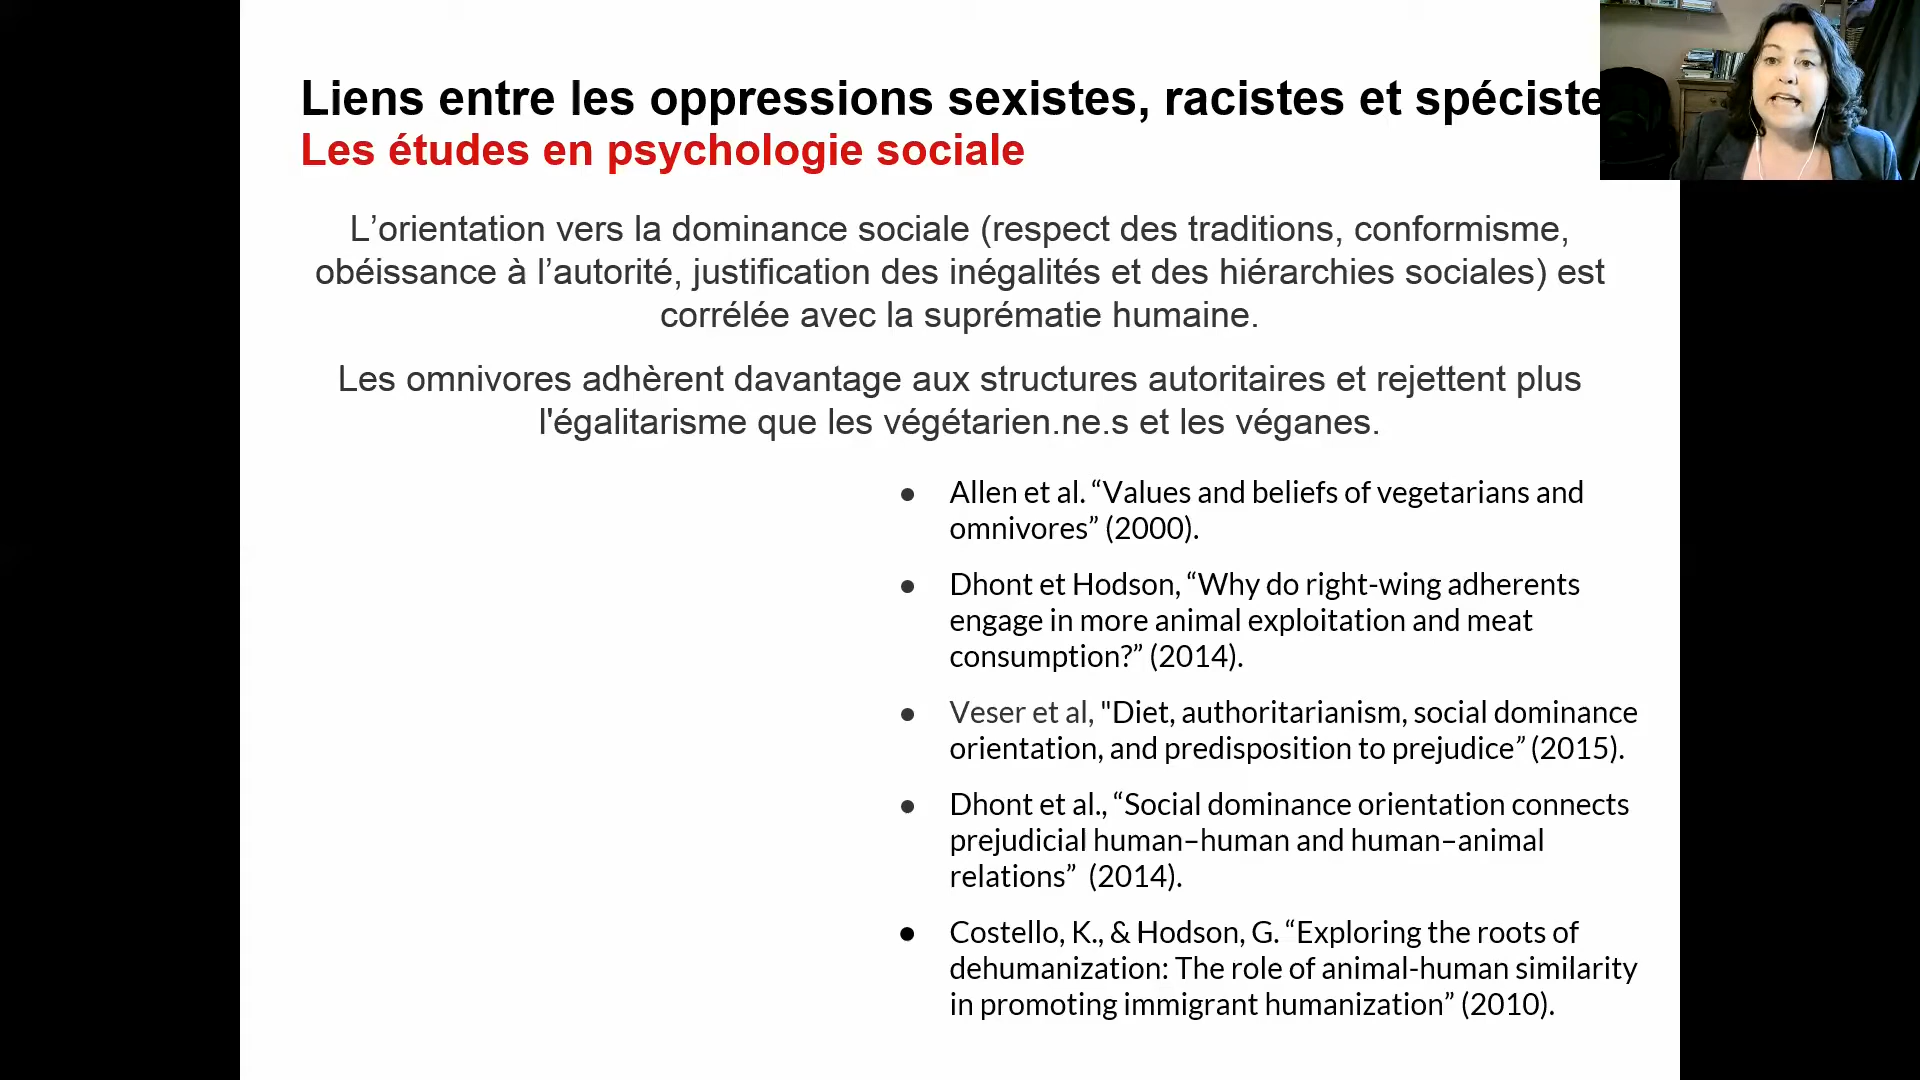 Liens entre les oppressions sexistes, racistes et spéciste
Les études en psychologie sociale
L’orientation vers la dominance sociale (respect des traditions, conformisme,
obéissance à l’autorité, justification des inégalités et des hiérarchies sociales) est
corrélée avec la suprématie humaine.
Les omnivores adhèrent davantage aux structures autoritaires et rejettent plus
l'égalitarisme que les végétarien.ne.s et les véganes.
● Allen et al. “Values and beliefs of vegetarians and
omnivores” (2000).
● Dhont et Hodson, “Why do right-wing adherents
engage in more animal exploitation and meat
consumption?” (2014).
● Veser et al, "Diet, authoritarianism, social dominance
orientation, and predisposition to prejudice” (2015).
● Dhont et al., “Social dominance orientation connects
prejudicial human–human and human–animal
relations” (2014).
● Costello, K., & Hodson, G. “Exploring the roots of
dehumanization: The role of animal-human similarity
in promoting immigrant humanization” (2010).